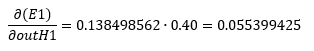 ∂(E1)/∂outH1 = 0.138498562 · 0.40 = 0.055399425